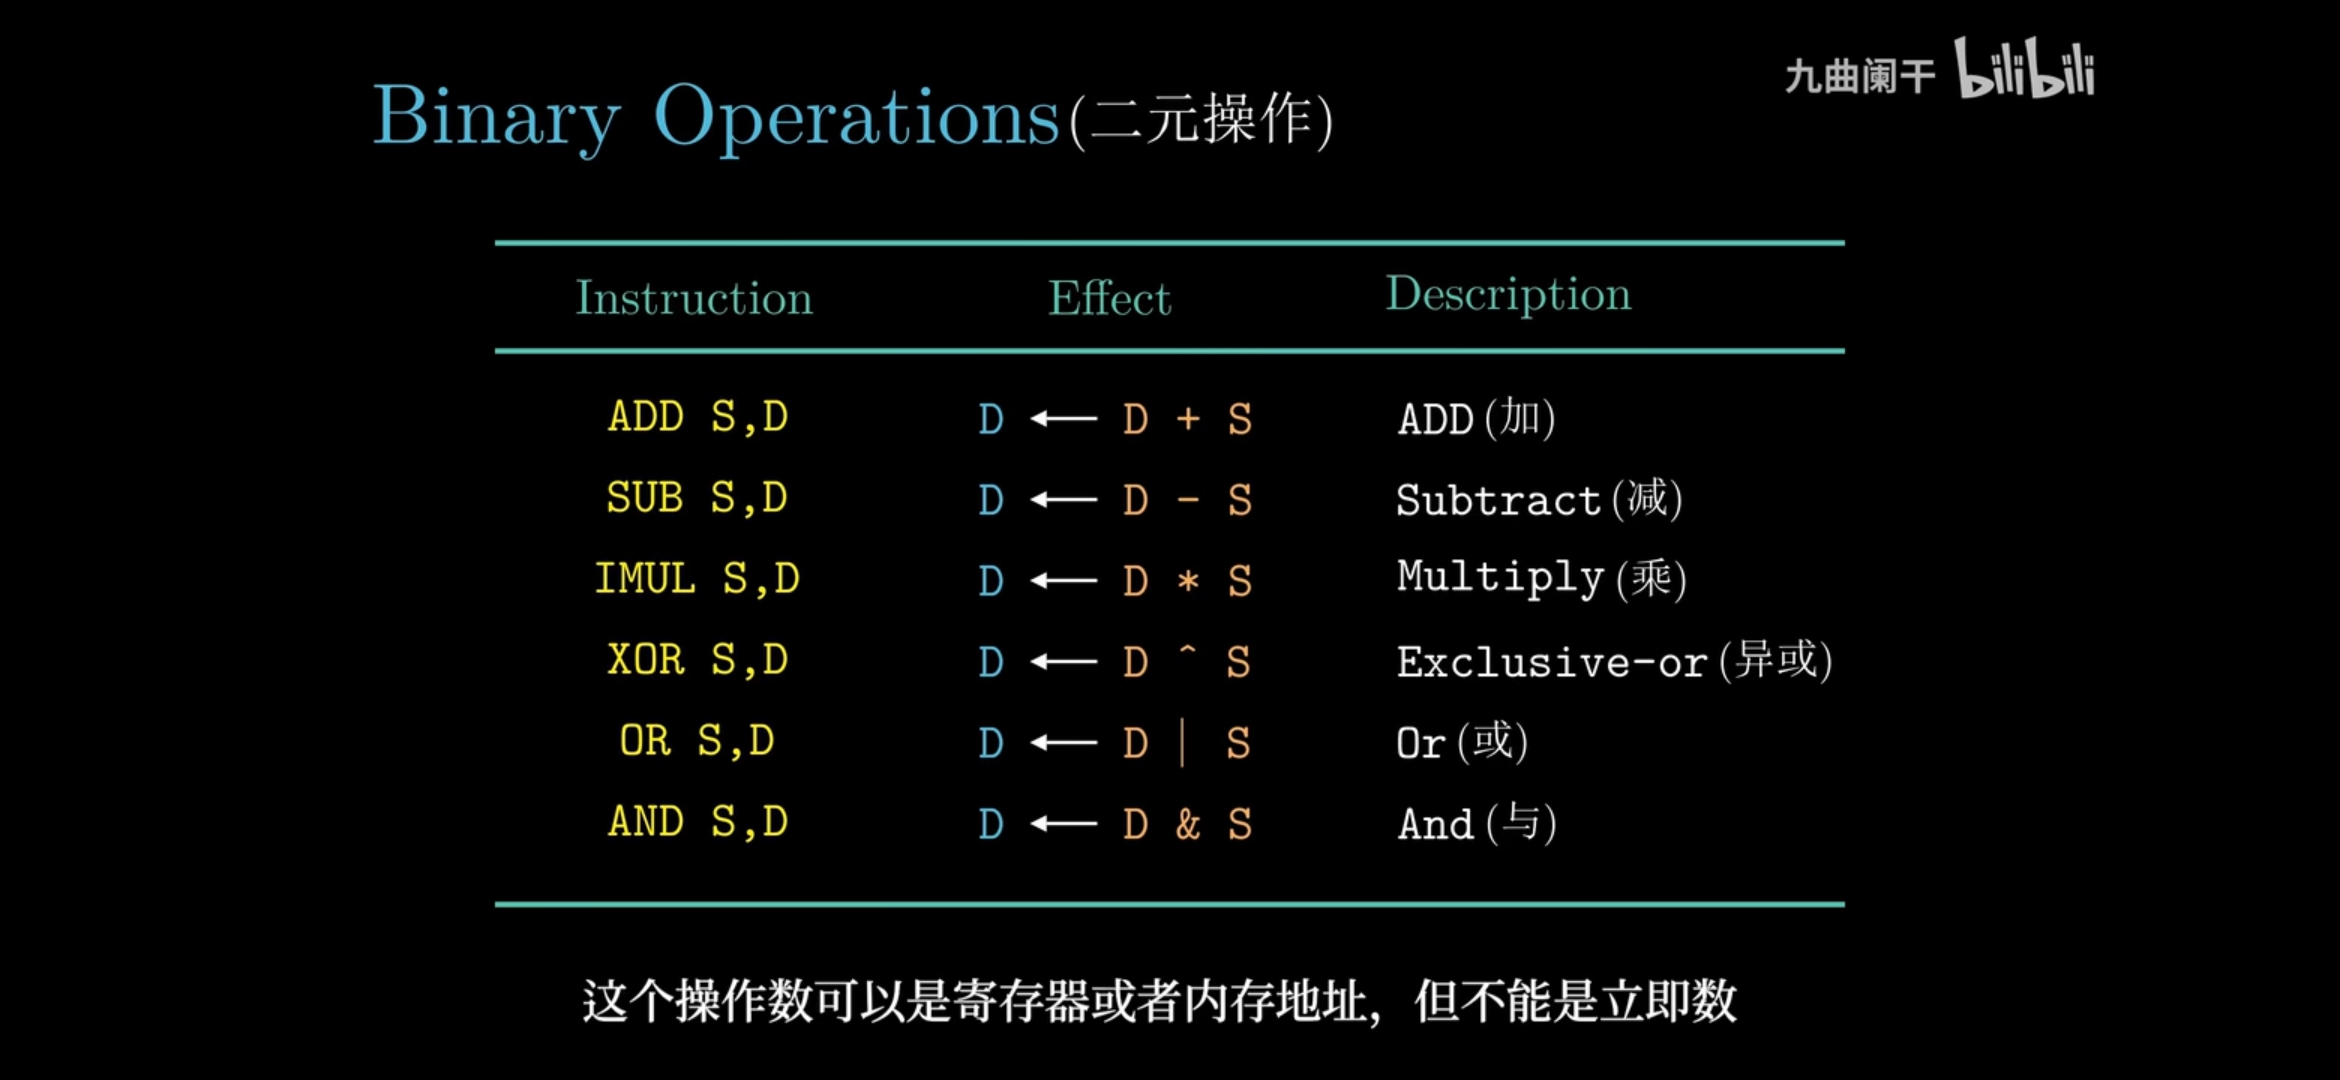 九曲阑干 bilibili
Binary Operations(二元操作)
Instruction Effect Description
ADD S,D D ← D + S ADD(加)
SUB S,D D ← D - S Subtract(减)
IMUL S,D D ← D * S Multiply(乘)
XOR S,D D ← D ^ S Exclusive-or(异或)
OR S,D D ← D | S Or(或)
AND S,D D ← D & S And(与)
这个操作数可以是寄存器或者内存地址，但不能是立即数